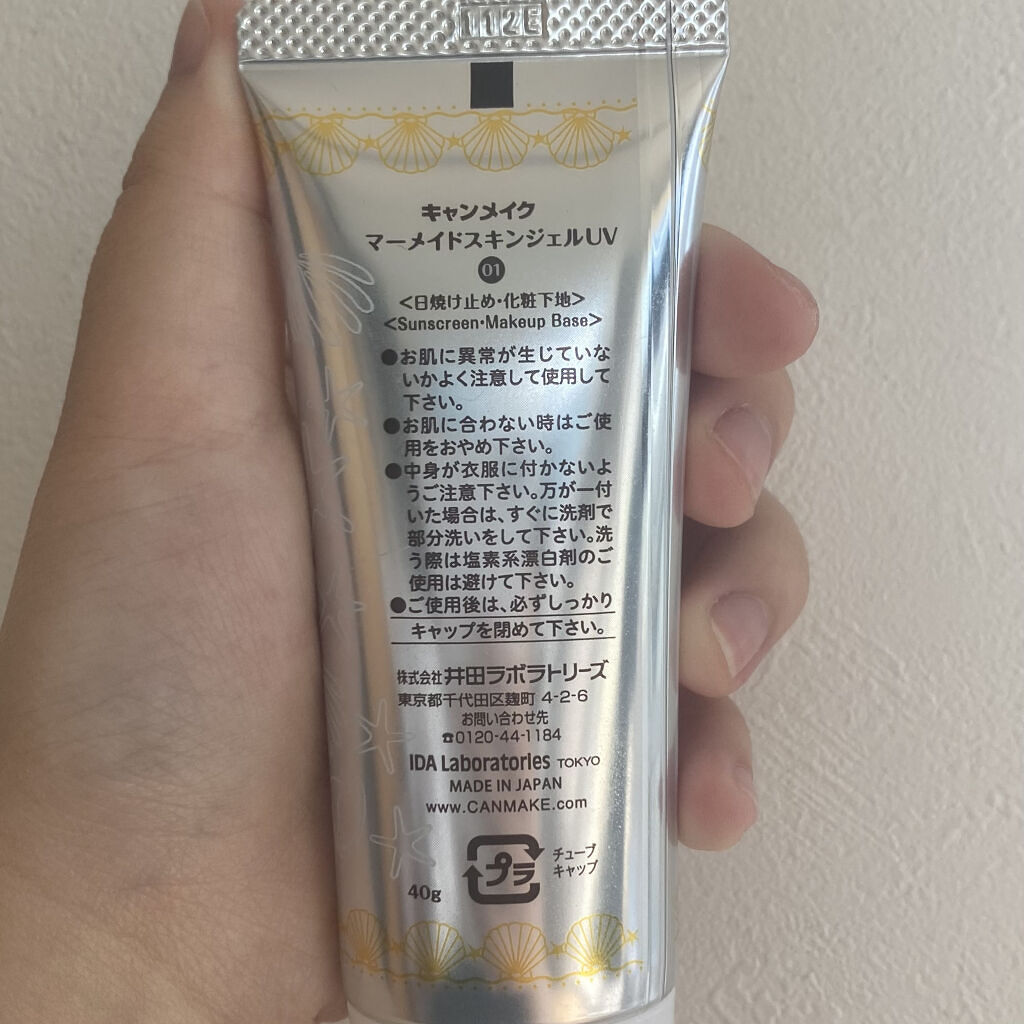 112E
キャンメイク
マーメイドスキンジェルUV
01
<日焼け止め・化粧下地>
<Sunscreen・Makeup Base>
●お肌に異常が生じていな
いかよく注意して使用して
下さい。
●お肌に合わない時はご使
用をおやめ下さい。
●中身が衣服に付かないよ
うご注意下さい。万が一付
いた場合は、すぐに洗剤で
部分洗いをして下さい。洗
う際は塩素系漂白剤のご
使用は避けて下さい。
●ご使用後は、必ずしっかり
キャップを閉めて下さい。
株式会社 井田ラボラトリーズ
東京都千代田区麹町 4-2-6
お問い合わせ先
☎0120-44-1184
IDA Laboratories TOKYO
MADE IN JAPAN
www.CANMAKE.com
プラ
チューブ
キャップ
40g